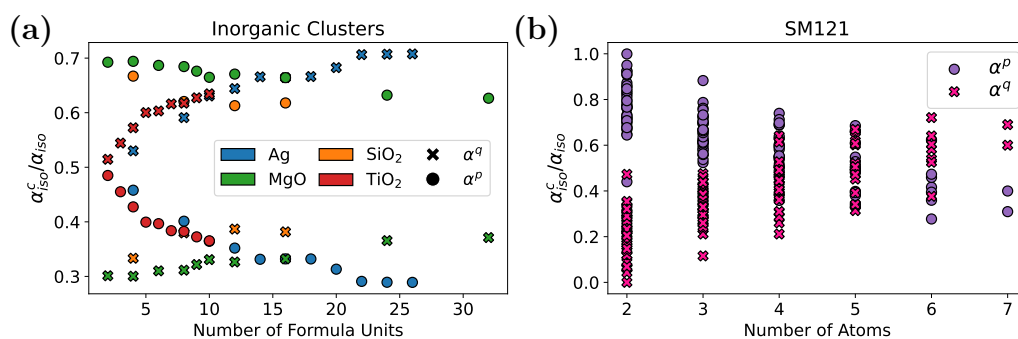 (a)
Inorganic Clusters
0.7
0.6
0.5
0.4
0.3
α^c_iso/α_iso
Ag
MgO
SiO₂
TiO₂
α^q
α^p
5 10 15 20 25 30
Number of Formula Units
(b)
SM121
1.0
0.8
0.6
0.4
0.2
0.0
α^c_iso/α_iso
α^p
α^q
2 3 4 5 6 7
Number of Atoms